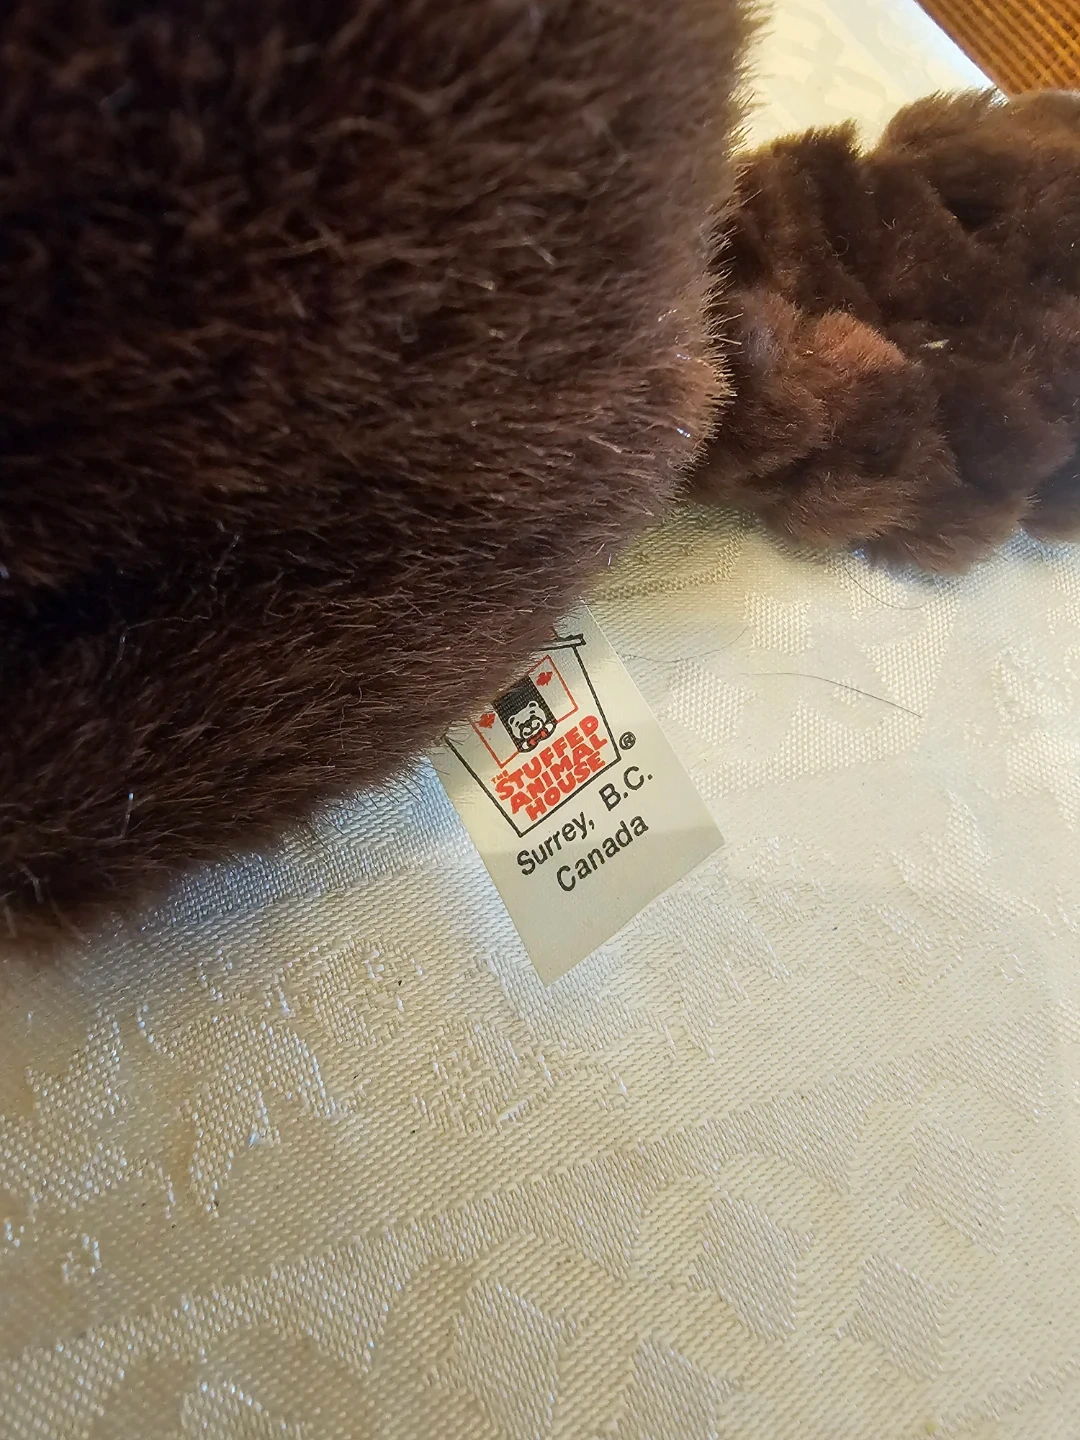 THE
STUFFED
ANIMAL
HOUSE ®
Surrey, B.C.
Canada